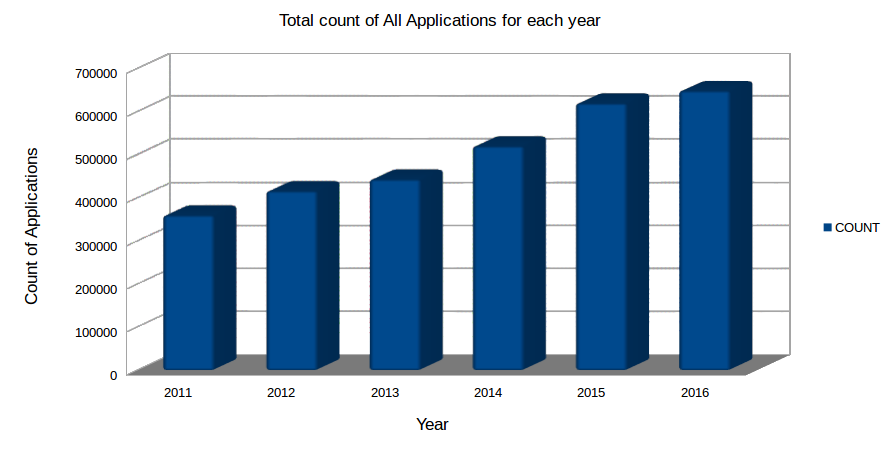 Total count of All Applications for each year
700000
600000
500000
400000
300000
200000
100000
0
Count of Applications
2011 2012 2013 2014 2015 2016
Year
COUNT